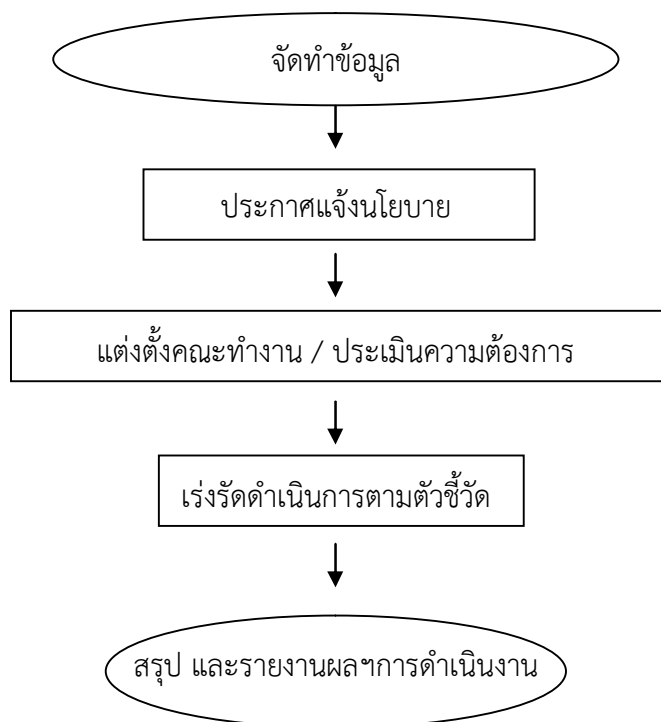 จัดทำข้อมูล
ประกาศแจ้งนโยบาย
แต่งตั้งคณะทำงาน / ประเมินความต้องการ
เร่งรัดดำเนินการตามตัวชี้วัด
สรุป และรายงานผลฯการดำเนินงาน